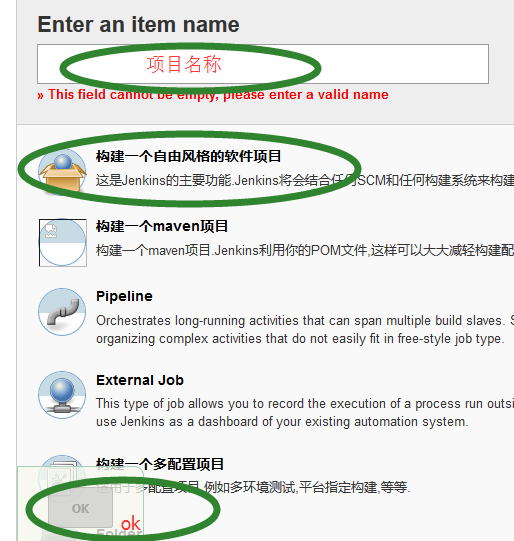 Enter an item name
项目名称
» This field cannot be empty, please enter a valid name
构建一个自由风格的软件项目
这是Jenkins的主要功能.Jenkins将会结合任何SCM和任何构建系统来构建
构建一个maven项目
构建一个maven项目.Jenkins利用你的POM文件,这样可以大大减轻构建配
Pipeline
Orchestrates long-running activities that can span multiple build slaves. S
organizing complex activities that do not easily fit in free-style job type.
External Job
This type of job allows you to record the execution of a process run outsi
use Jenkins as a dashboard of your existing automation system.
构建一个多配置项目
适用于多配置项目,例如多环境测试,平台指定构建,等等.
OK
ok
Folder